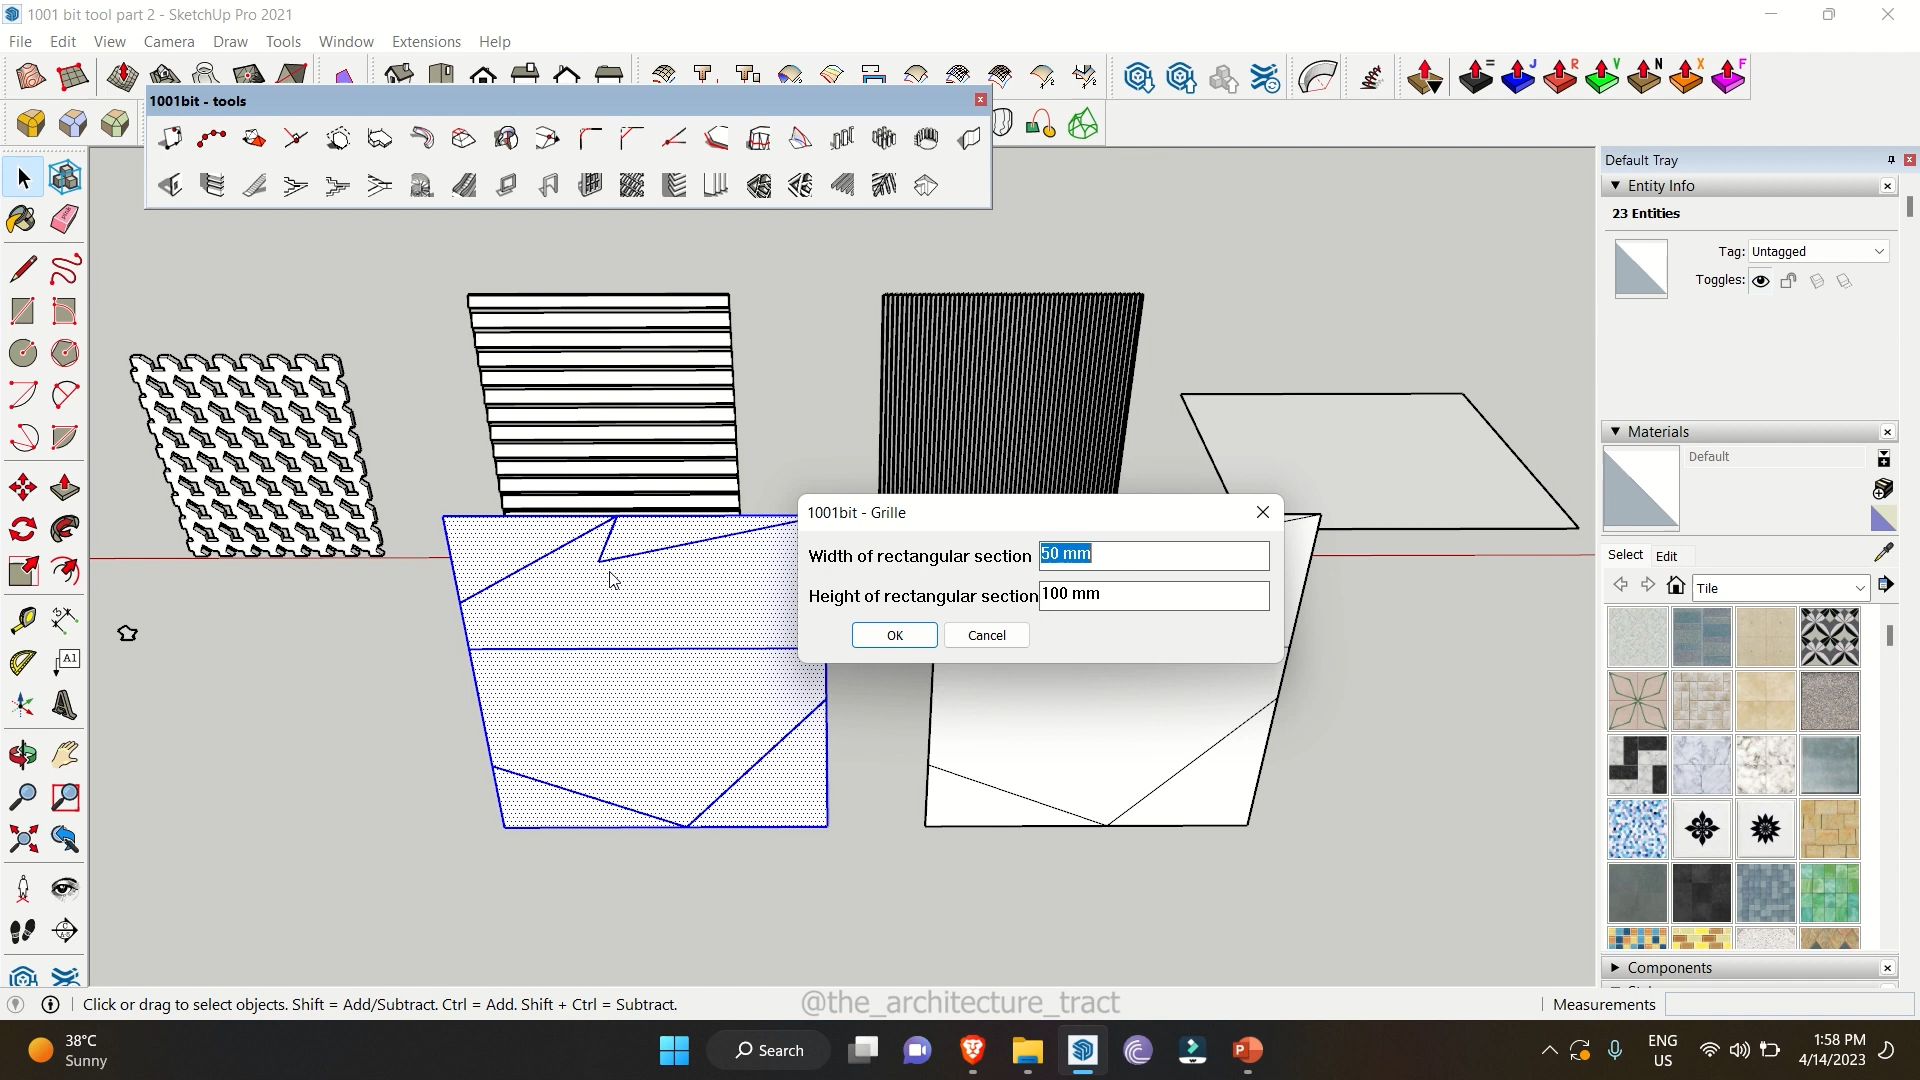 1001 bit tool part 2 - SketchUp Pro 2021
File Edit View Camera Draw Tools Window Extensions Help
= J R V N X F
1001bit - tools
Default Tray
Entity Info
23 Entities
Tag: Untagged
Toggles:
Materials
Default
1001bit - Grille
Width of rectangular section 50 mm
Height of rectangular section 100 mm
OK Cancel
Select Edit
Tile
A1
Components
Click or drag to select objects. Shift = Add/Subtract. Ctrl = Add. Shift + Ctrl = Subtract.
@the_architecture_tract
Measurements
38°C
Sunny
Search
ENG
US
1:58 PM
4/14/2023